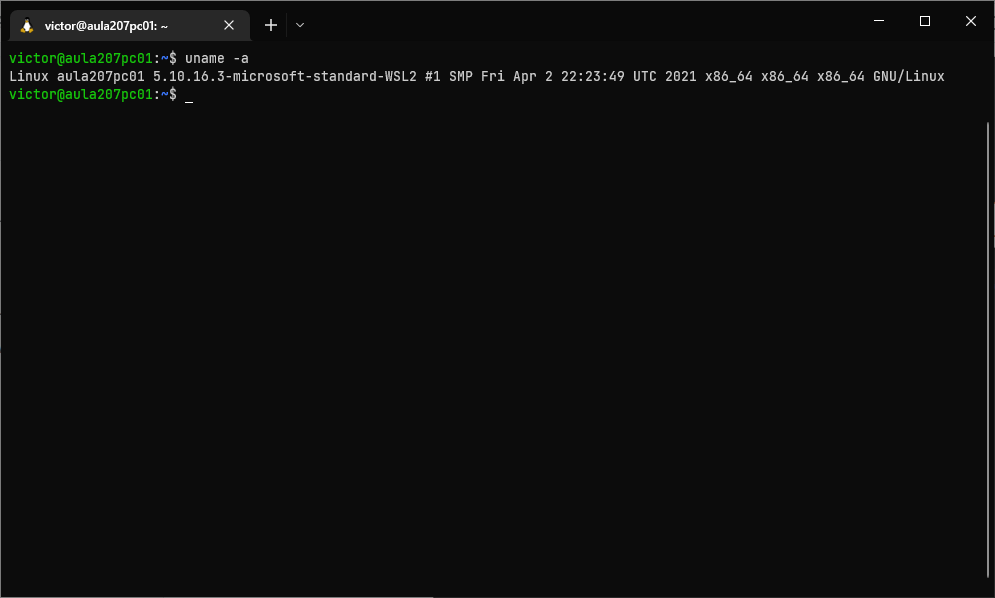 victor@aula207pc01: ~
victor@aula207pc01:~$ uname -a
Linux aula207pc01 5.10.16.3-microsoft-standard-WSL2 #1 SMP Fri Apr 2 22:23:49 UTC 2021 x86_64 x86_64 x86_64 GNU/Linux
victor@aula207pc01:~$ _